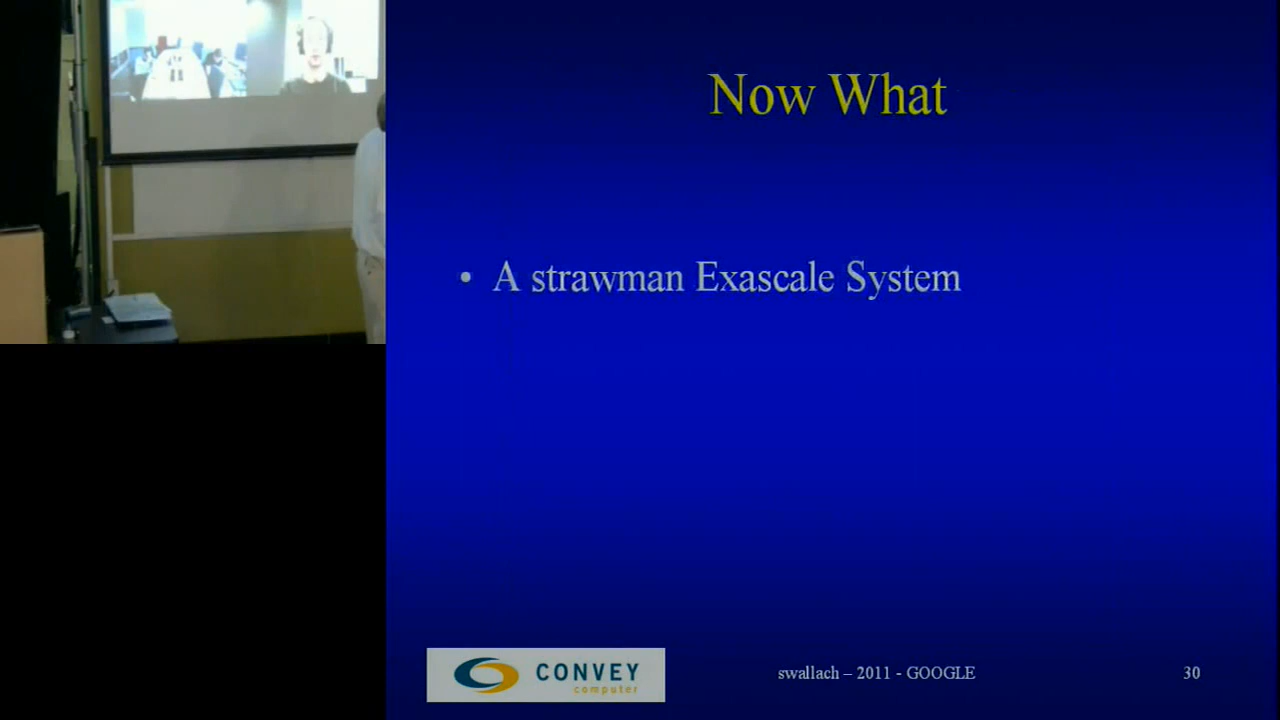 Now What
• A strawman Exascale System
CONVEY
computer
swallach – 2011 - GOOGLE
30